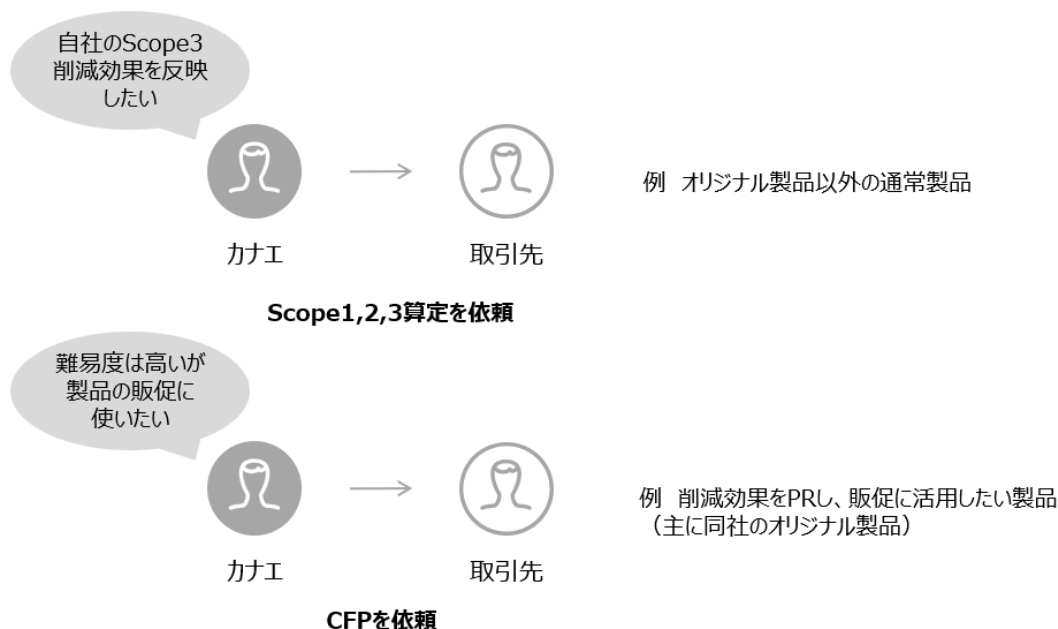 自社のScope3
削減効果を反映
したい
例　オリジナル製品以外の通常製品
カナエ
取引先
Scope1,2,3算定を依頼
難易度は高いが
製品の販促に
使いたい
例　削減効果をPRし、販促に活用したい製品
（主に同社のオリジナル製品）
カナエ
取引先
CFPを依頼